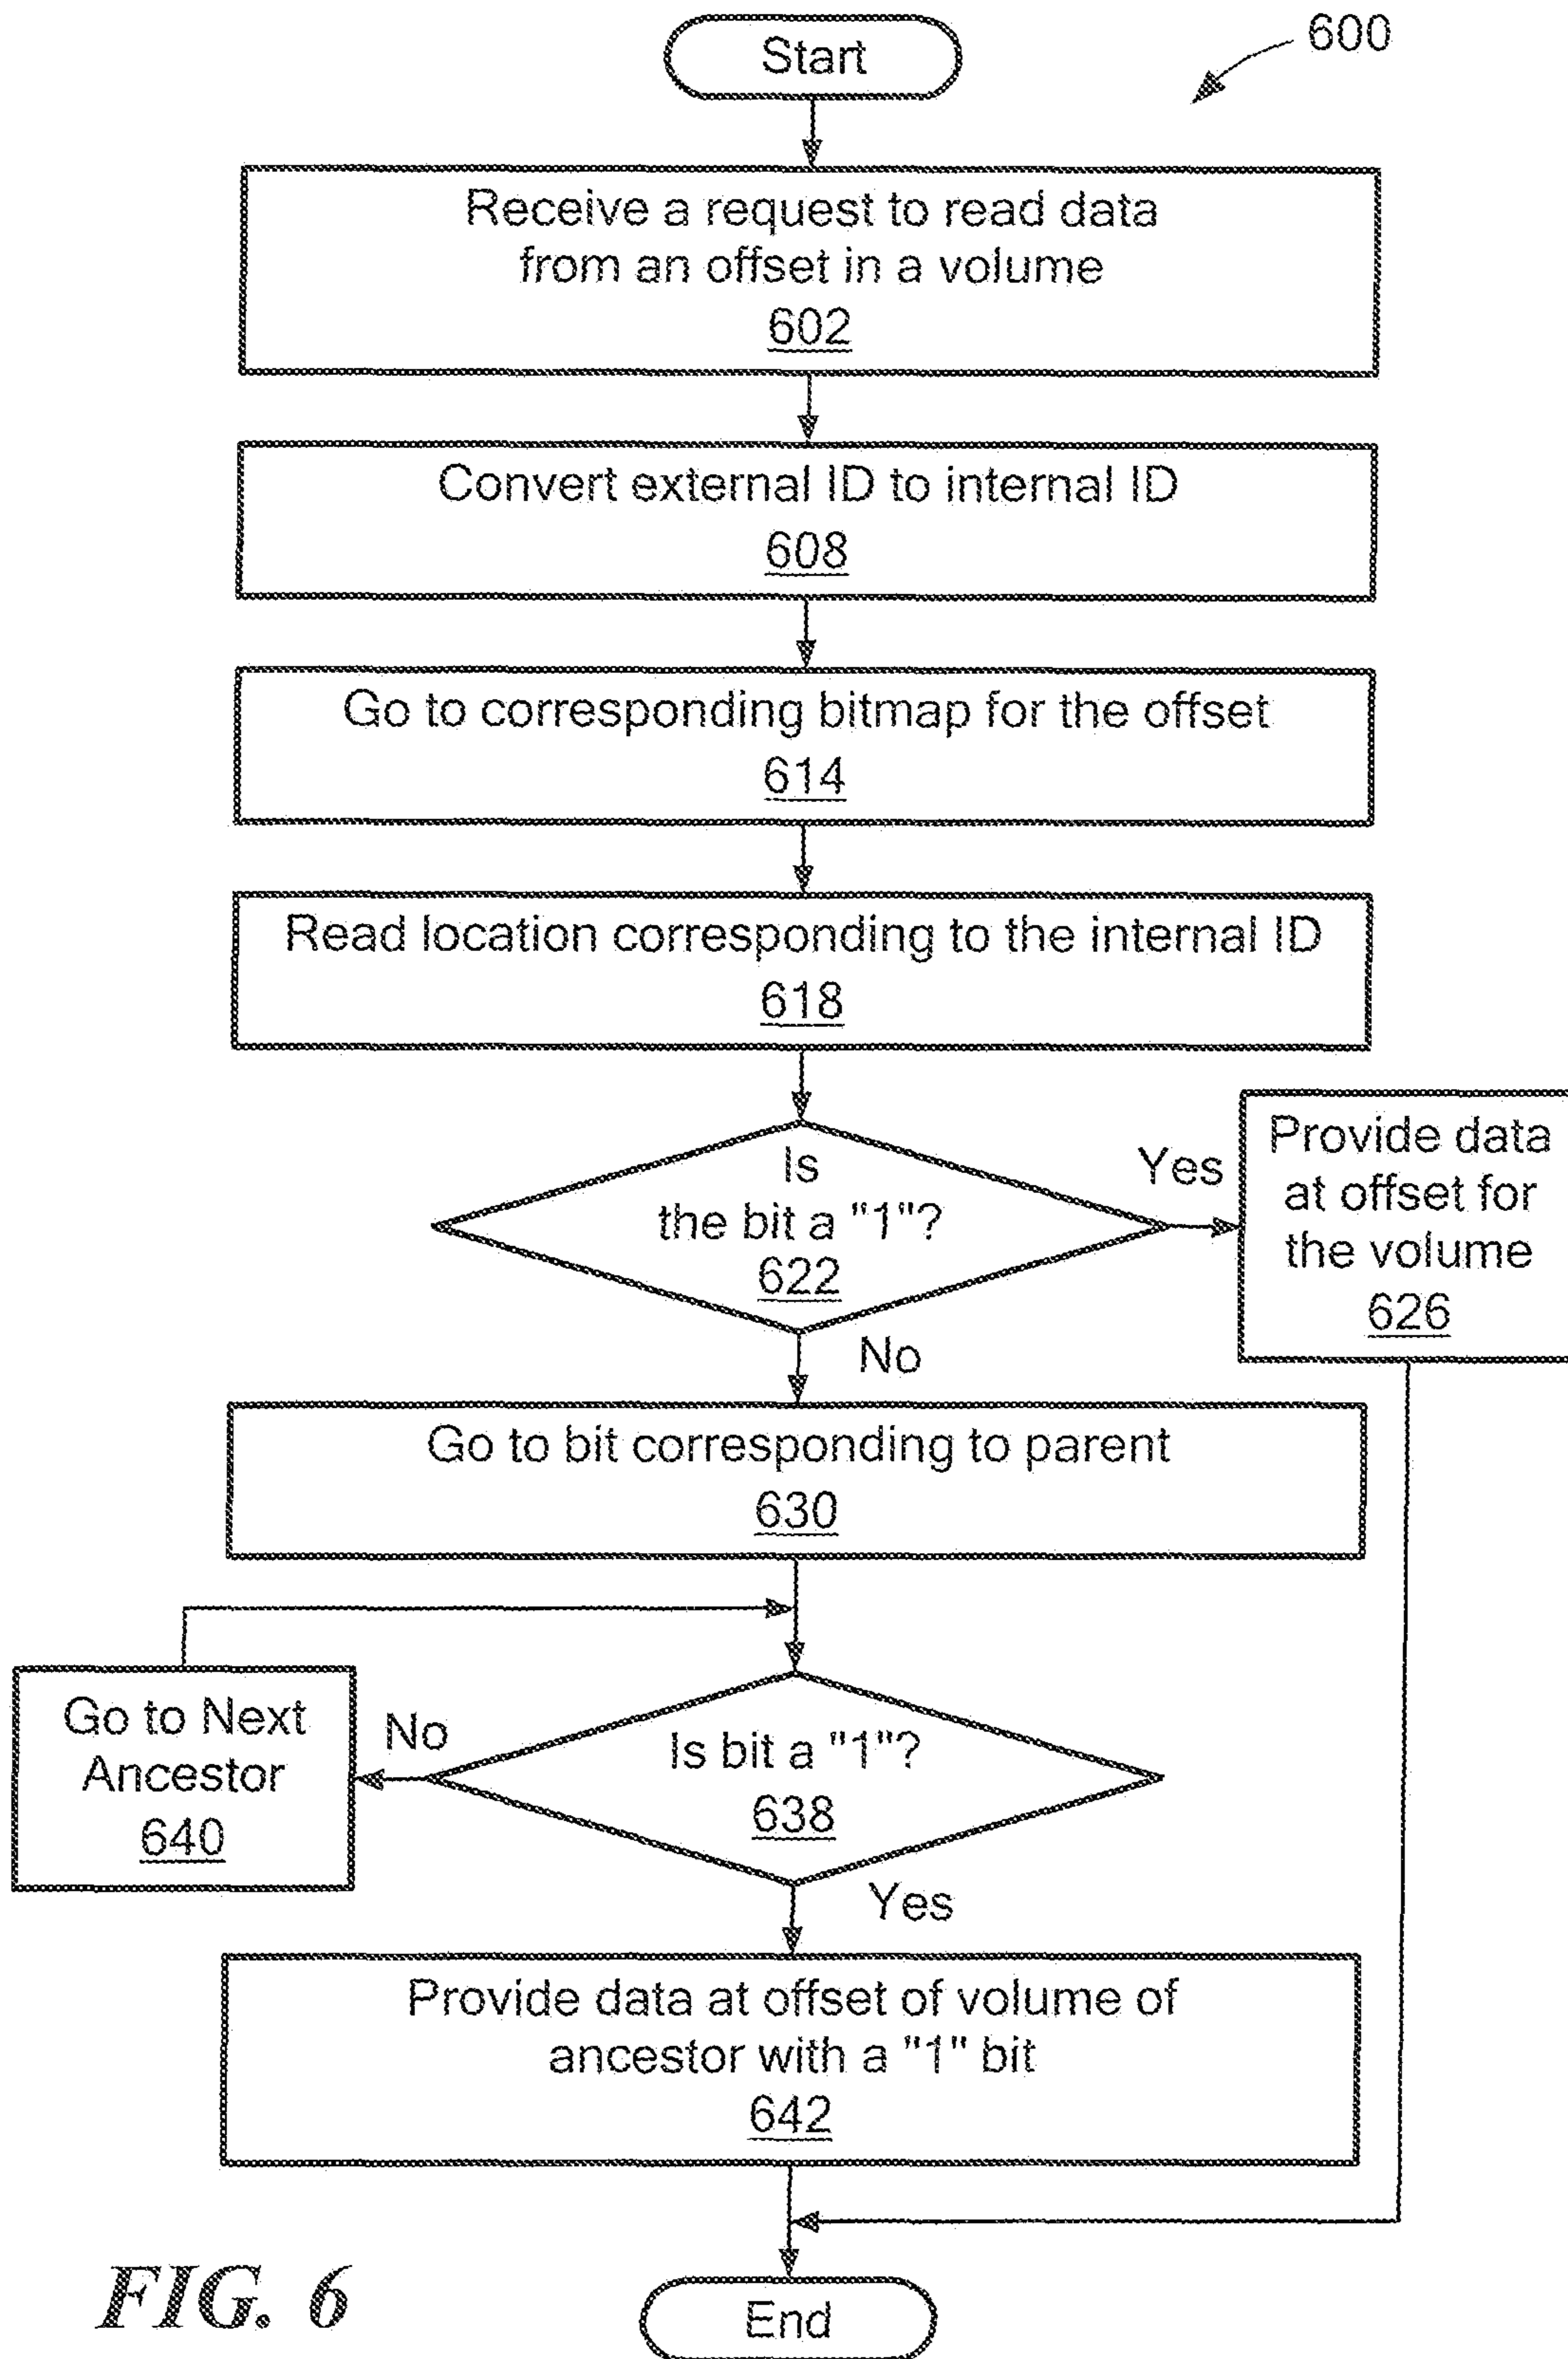 Start
600
Receive a request to read data
from an offset in a volume
602
Convert external ID to internal ID
608
Go to corresponding bitmap for the offset
614
Read location corresponding to the internal ID
618
Is
the bit a "1"?
622
Yes
Provide data
at offset for
the volume
626
No
Go to bit corresponding to parent
630
Go to Next
Ancestor
640
No
Is bit a "1"?
638
Yes
Provide data at offset of volume of
ancestor with a "1" bit
642
End
FIG. 6